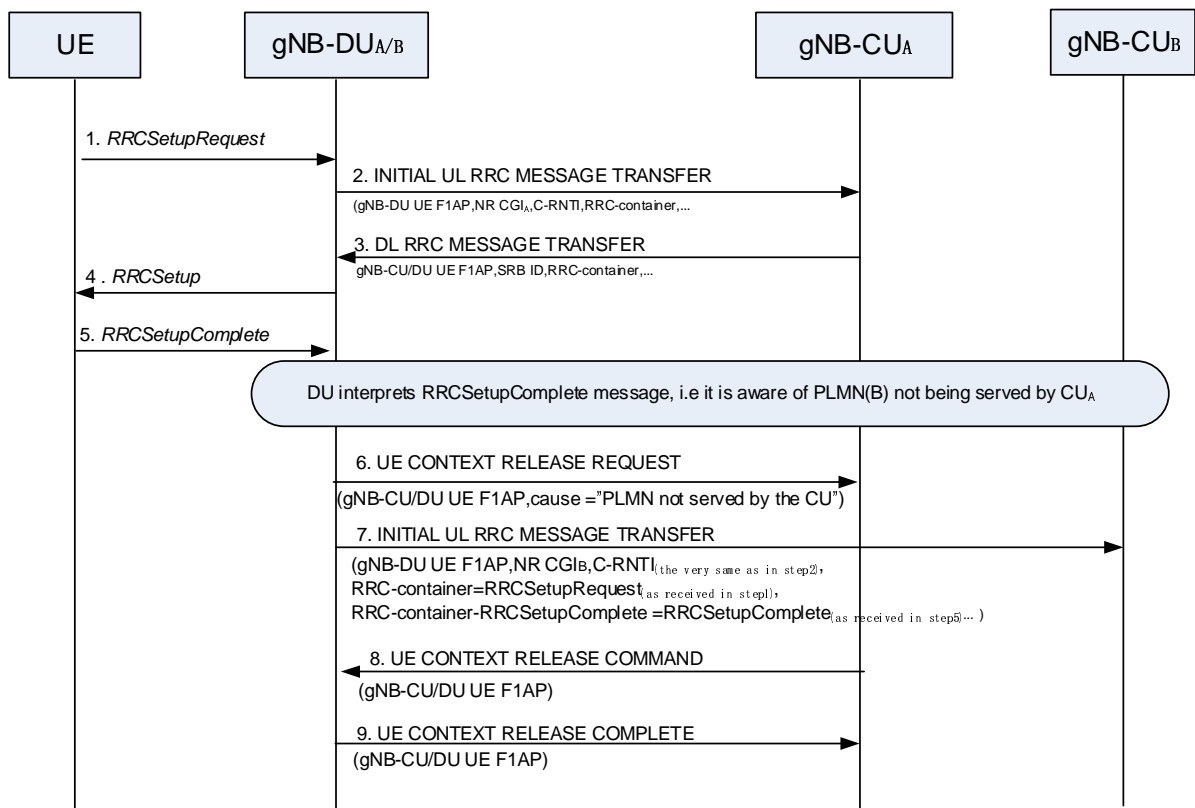 UE
gNB-DUA/B
gNB-CUA
gNB-CUB
1. RRCSetupRequest
2. INITIAL UL RRC MESSAGE TRANSFER
(gNB-DU UE F1AP,NR CGIA,C-RNTI,RRC-container,...
3. DL RRC MESSAGE TRANSFER
gNB-CU/DU UE F1AP,SRB ID,RRC-container,...
4 . RRCSetup
5. RRCSetupComplete
DU interprets RRCSetupComplete message, i.e it is aware of PLMN(B) not being served by CUA
6. UE CONTEXT RELEASE REQUEST
(gNB-CU/DU UE F1AP,cause =”PLMN not served by the CU”)
7. INITIAL UL RRC MESSAGE TRANSFER
(gNB-DU UE F1AP,NR CGIB,C-RNTI(the very same as in step2),
RRC-container=RRCSetupRequest(as received in step1),
RRC-container-RRCSetupComplete =RRCSetupComplete(as received in step5)... )
8. UE CONTEXT RELEASE COMMAND
(gNB-CU/DU UE F1AP)
9. UE CONTEXT RELEASE COMPLETE
(gNB-CU/DU UE F1AP)